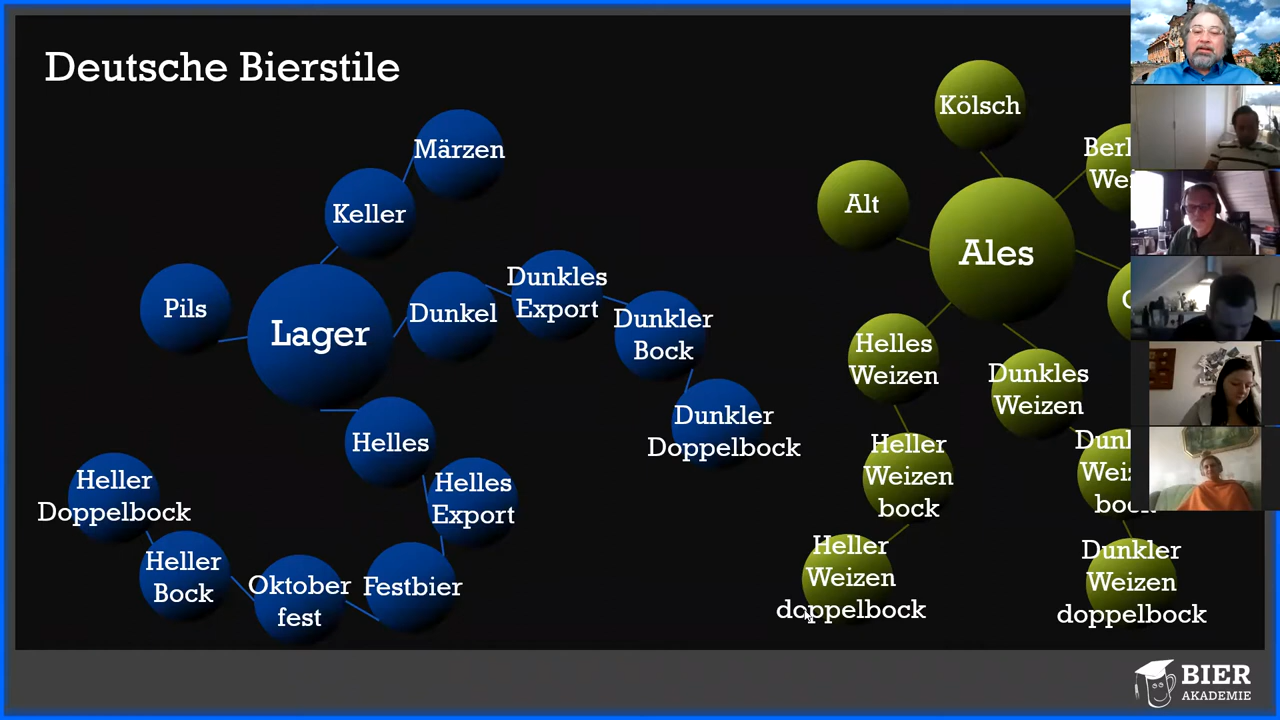 Deutsche Bierstile
Märzen
Keller
Pils
Lager
Dunkel
Dunkles
Export
Dunkler
Bock
Dunkler
Doppelbock
Helles
Helles
Export
Festbier
Oktober
fest
Heller
Bock
Heller
Doppelbock
Kölsch
Alt
Ales
Helles
Weizen
Heller
Weizen
bock
Heller
Weizen
doppelbock
Dunkles
Weizen
bock
Dunkler
Weizen
doppelbock
BIER
AKADEMIE